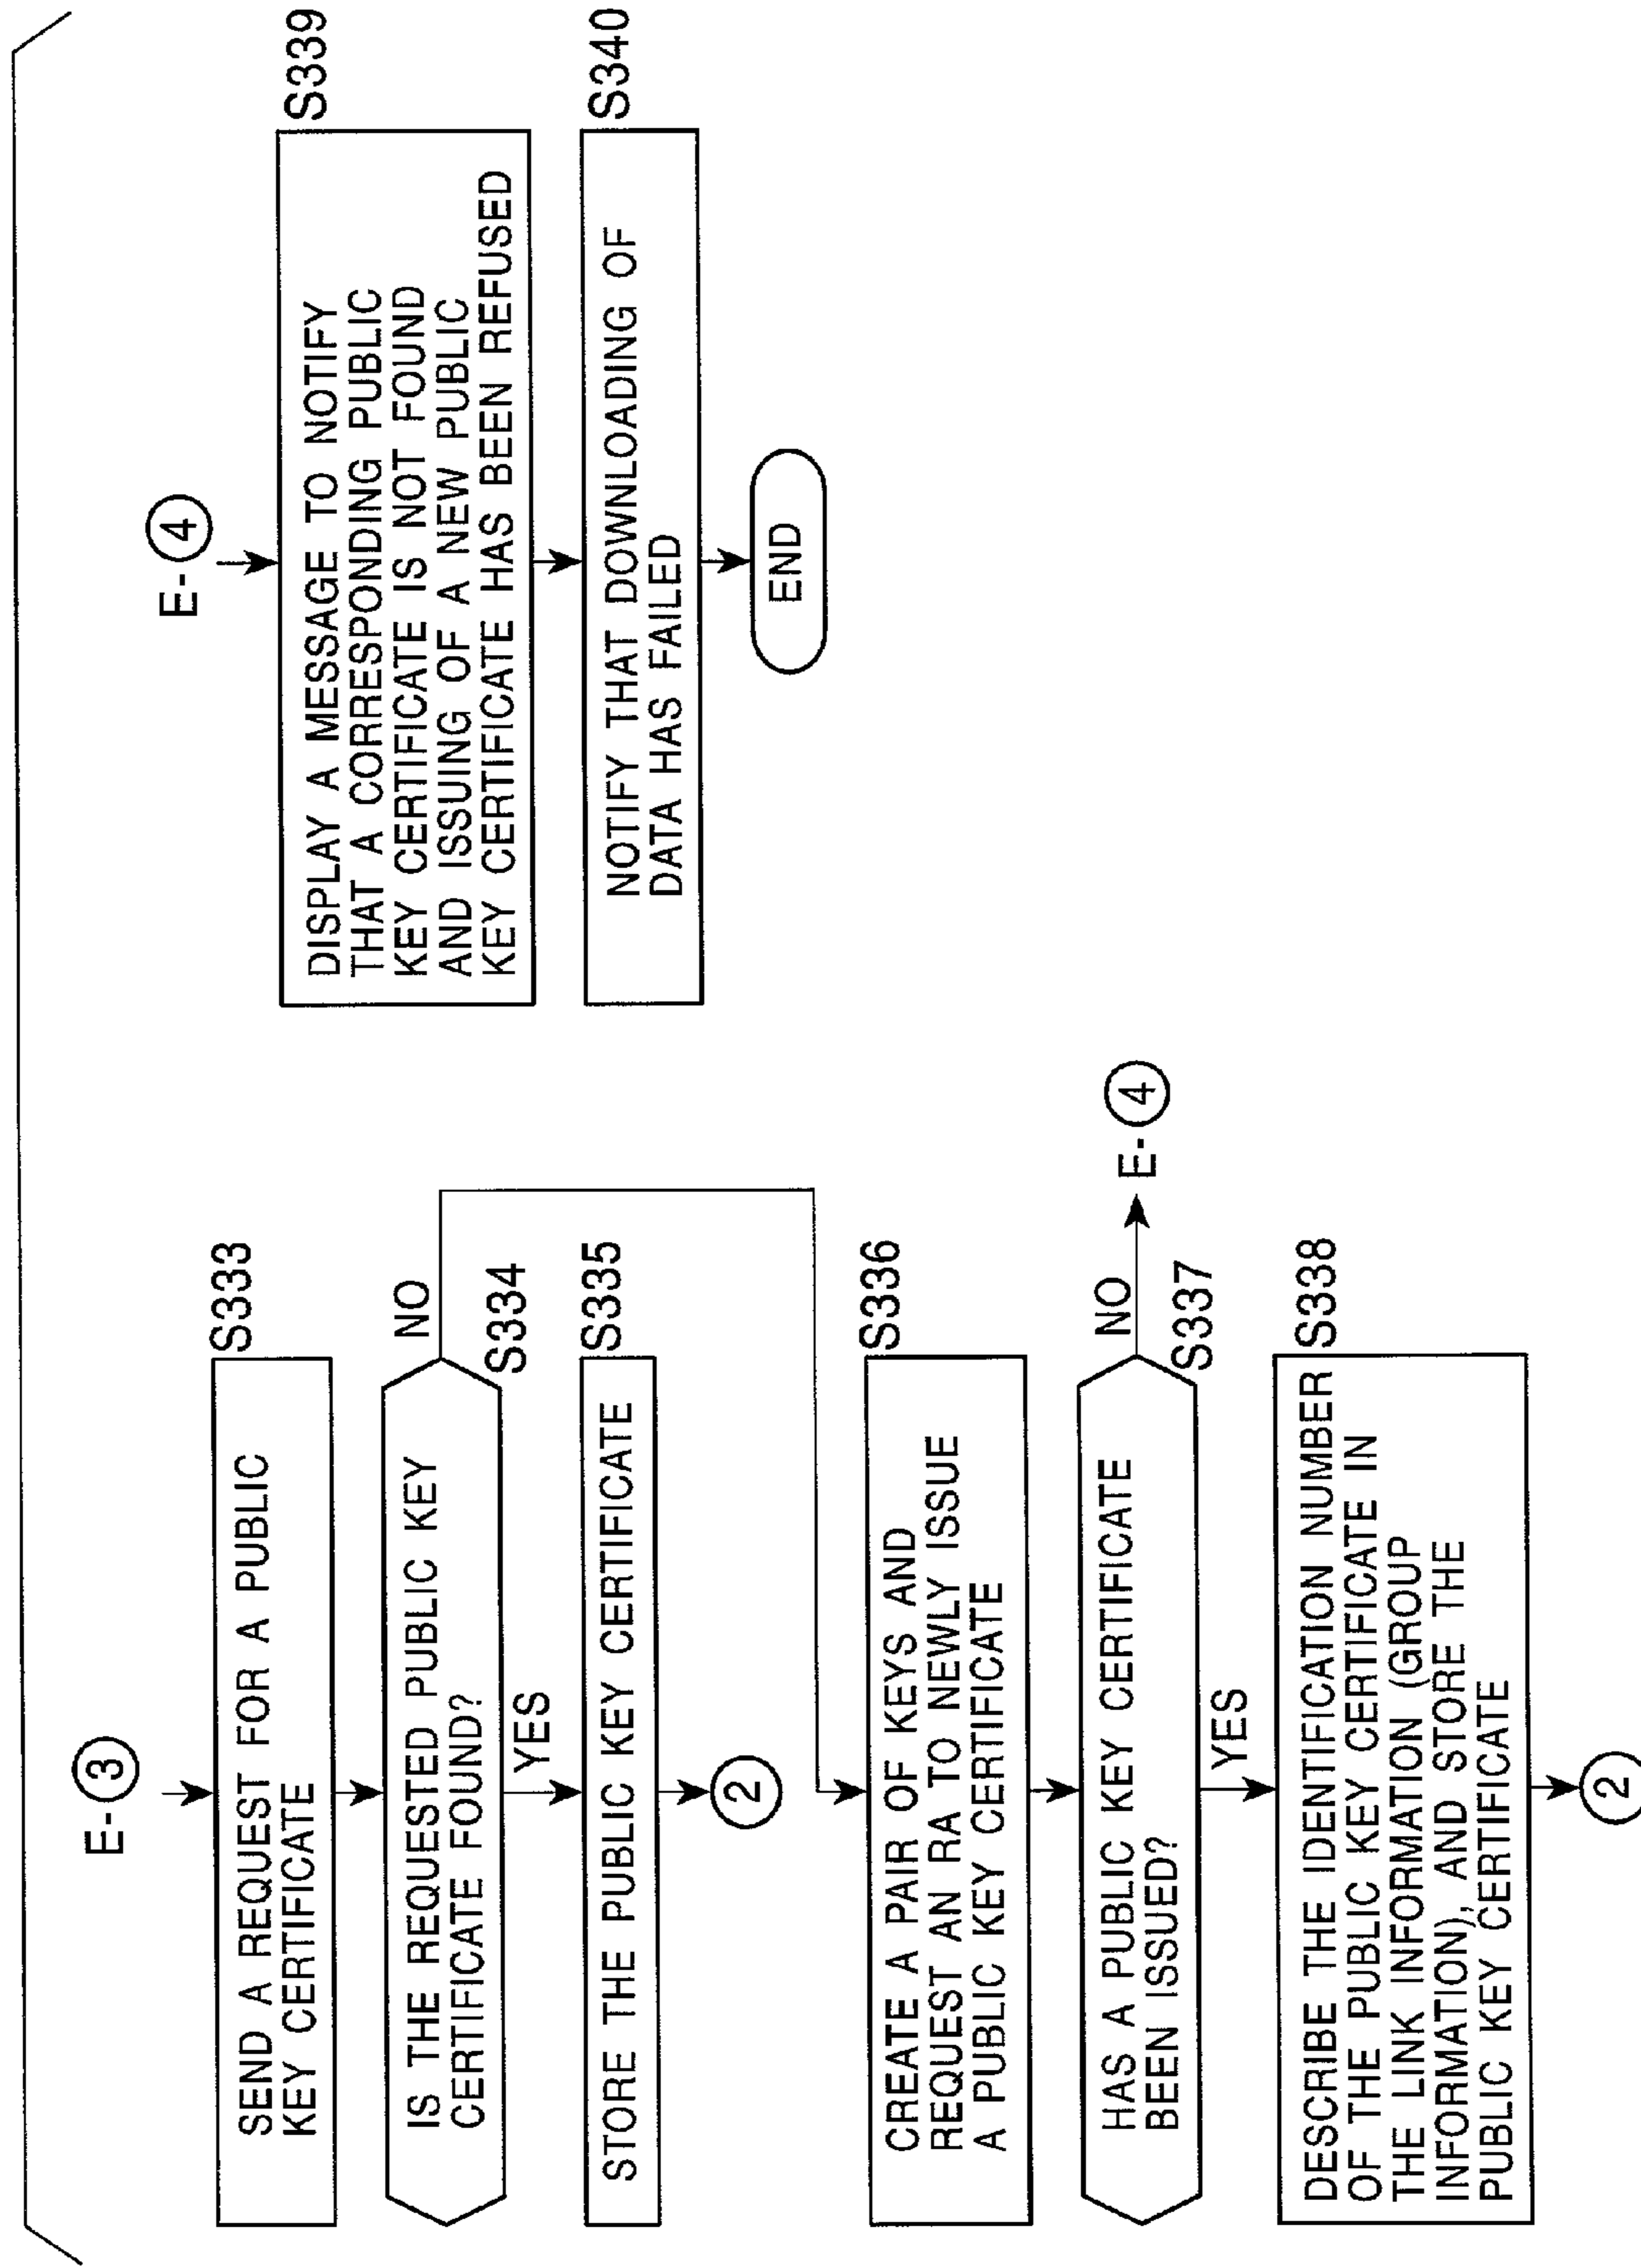 E-③
S333
SEND A REQUEST FOR A PUBLIC
KEY CERTIFICATE
IS THE REQUESTED PUBLIC KEY
CERTIFICATE FOUND?
NO
S334
YES
S335
STORE THE PUBLIC KEY CERTIFICATE
②
S336
CREATE A PAIR OF KEYS AND
REQUEST AN RA TO NEWLY ISSUE
A PUBLIC KEY CERTIFICATE
HAS A PUBLIC KEY CERTIFICATE
BEEN ISSUED?
NO
E-④
S337
YES
S338
DESCRIBE THE IDENTIFICATION NUMBER
OF THE PUBLIC KEY CERTIFICATE IN
THE LINK INFORMATION (GROUP
INFORMATION), AND STORE THE
PUBLIC KEY CERTIFICATE
②
E-④
S339
DISPLAY A MESSAGE TO NOTIFY
THAT A CORRESPONDING PUBLIC
KEY CERTIFICATE IS NOT FOUND
AND ISSUING OF A NEW PUBLIC
KEY CERTIFICATE HAS BEEN REFUSED
S340
NOTIFY THAT DOWNLOADING OF
DATA HAS FAILED
END